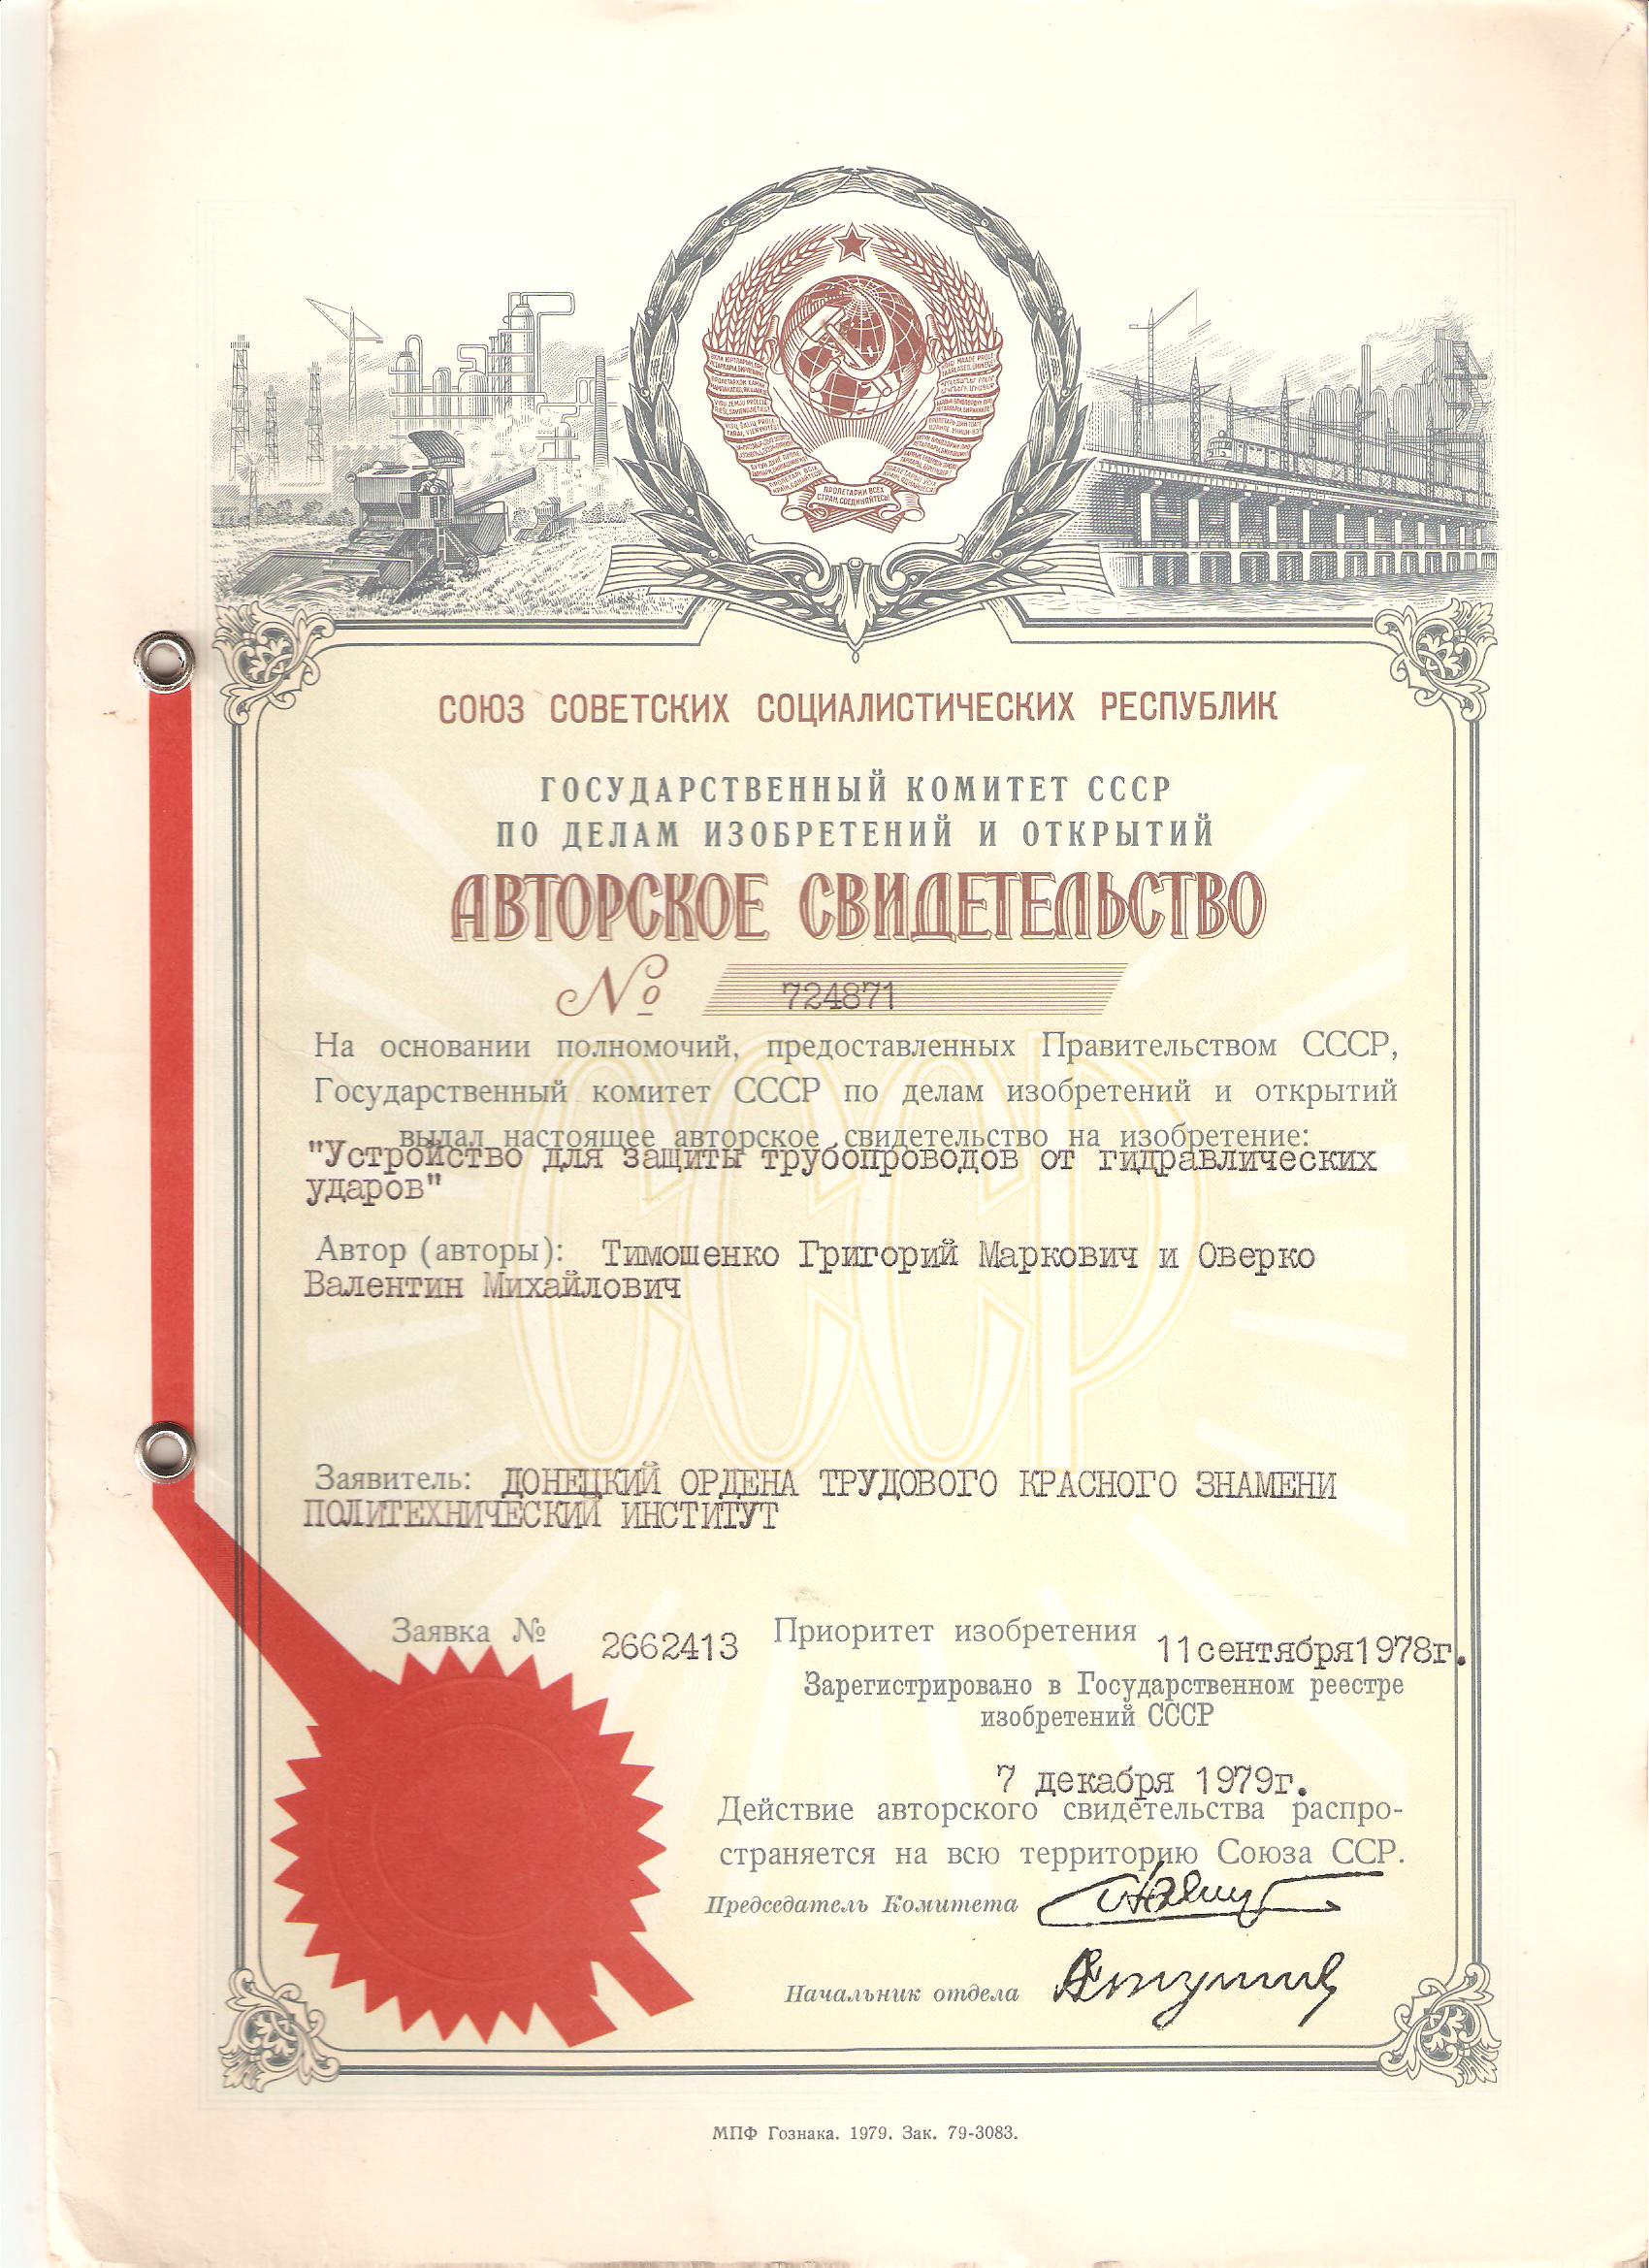 ПРОЛЕТАРИИ ВСЕХ
СТРАН, СОЕДИНЯЙТЕСЬ!
СОЮЗ СОВЕТСКИХ СОЦИАЛИСТИЧЕСКИХ РЕСПУБЛИК
ГОСУДАРСТВЕННЫЙ КОМИТЕТ СССР
ПО ДЕЛАМ ИЗОБРЕТЕНИЙ И ОТКРЫТИЙ
АВТОРСКОЕ СВИДЕТЕЛЬСТВО
№ 724871
На основании полномочий, предоставленных Правительством СССР,
Государственный комитет СССР по делам изобретений и открытий
выдал настоящее авторское свидетельство на изобретение:
"Устройство для защиты трубопроводов от гидравлических
ударов"
Автор (авторы): Тимошенко Григорий Маркович и Оверко
Валентин Михайлович
СССР
Заявитель: ДОНЕЦКИЙ ОРДЕНА ТРУДОВОГО КРАСНОГО ЗНАМЕНИ
ПОЛИТЕХНИЧЕСКИЙ ИНСТИТУТ
Заявка № 2662413 Приоритет изобретения 11сентября1978г.
Зарегистрировано в Государственном реестре
изобретений СССР
7 декабря 1979г.
Действие авторского свидетельства распро-
страняется на всю территорию Союза ССР.
Председатель Комитета
Начальник отдела
МПФ Гознака. 1979. Зак. 79-3083.